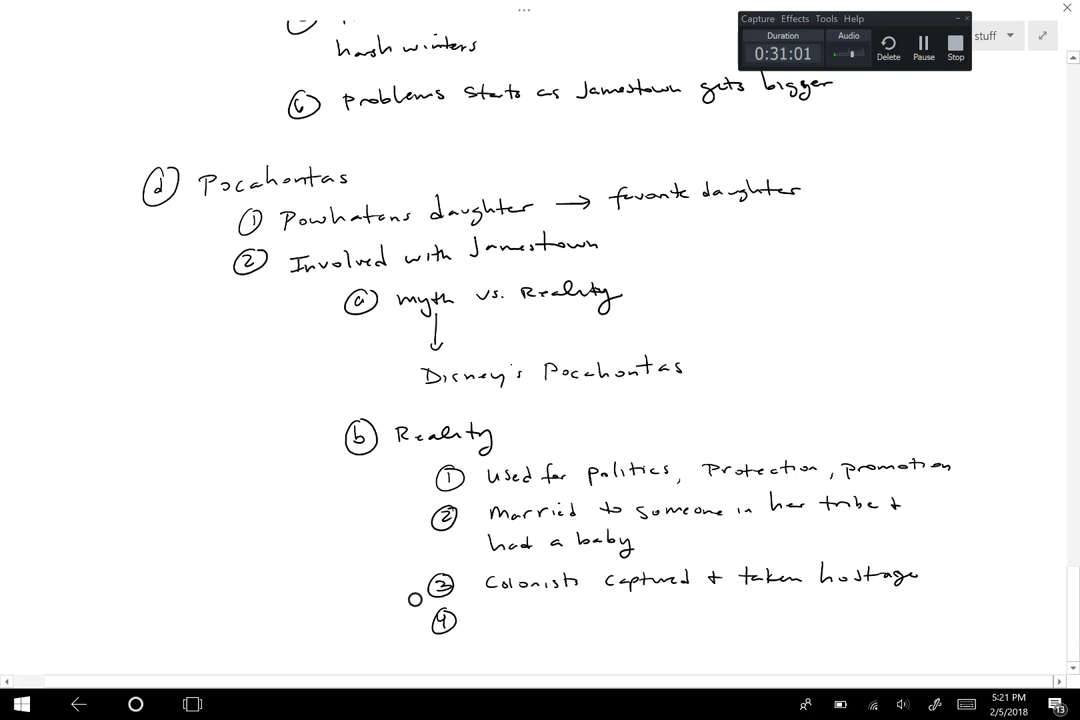 Capture Effects Tools Help
Duration
Audio
0:31:01
Delete
Pause
Stop
stuff
hash winters
6 problems starts as Jamestown gets bigger
d Pocahontas
1 Powhatans daughter → favorite daughter
2 Involved with Jamestown
a myth vs. Reality
↓
Disney's Pocahontas
b Reality
1 used for politics, protection, promotion
2 married to someone in her tribe +
had a baby
3 Colonists captured + taken hostage
4
5:21 PM
2/5/2018
13